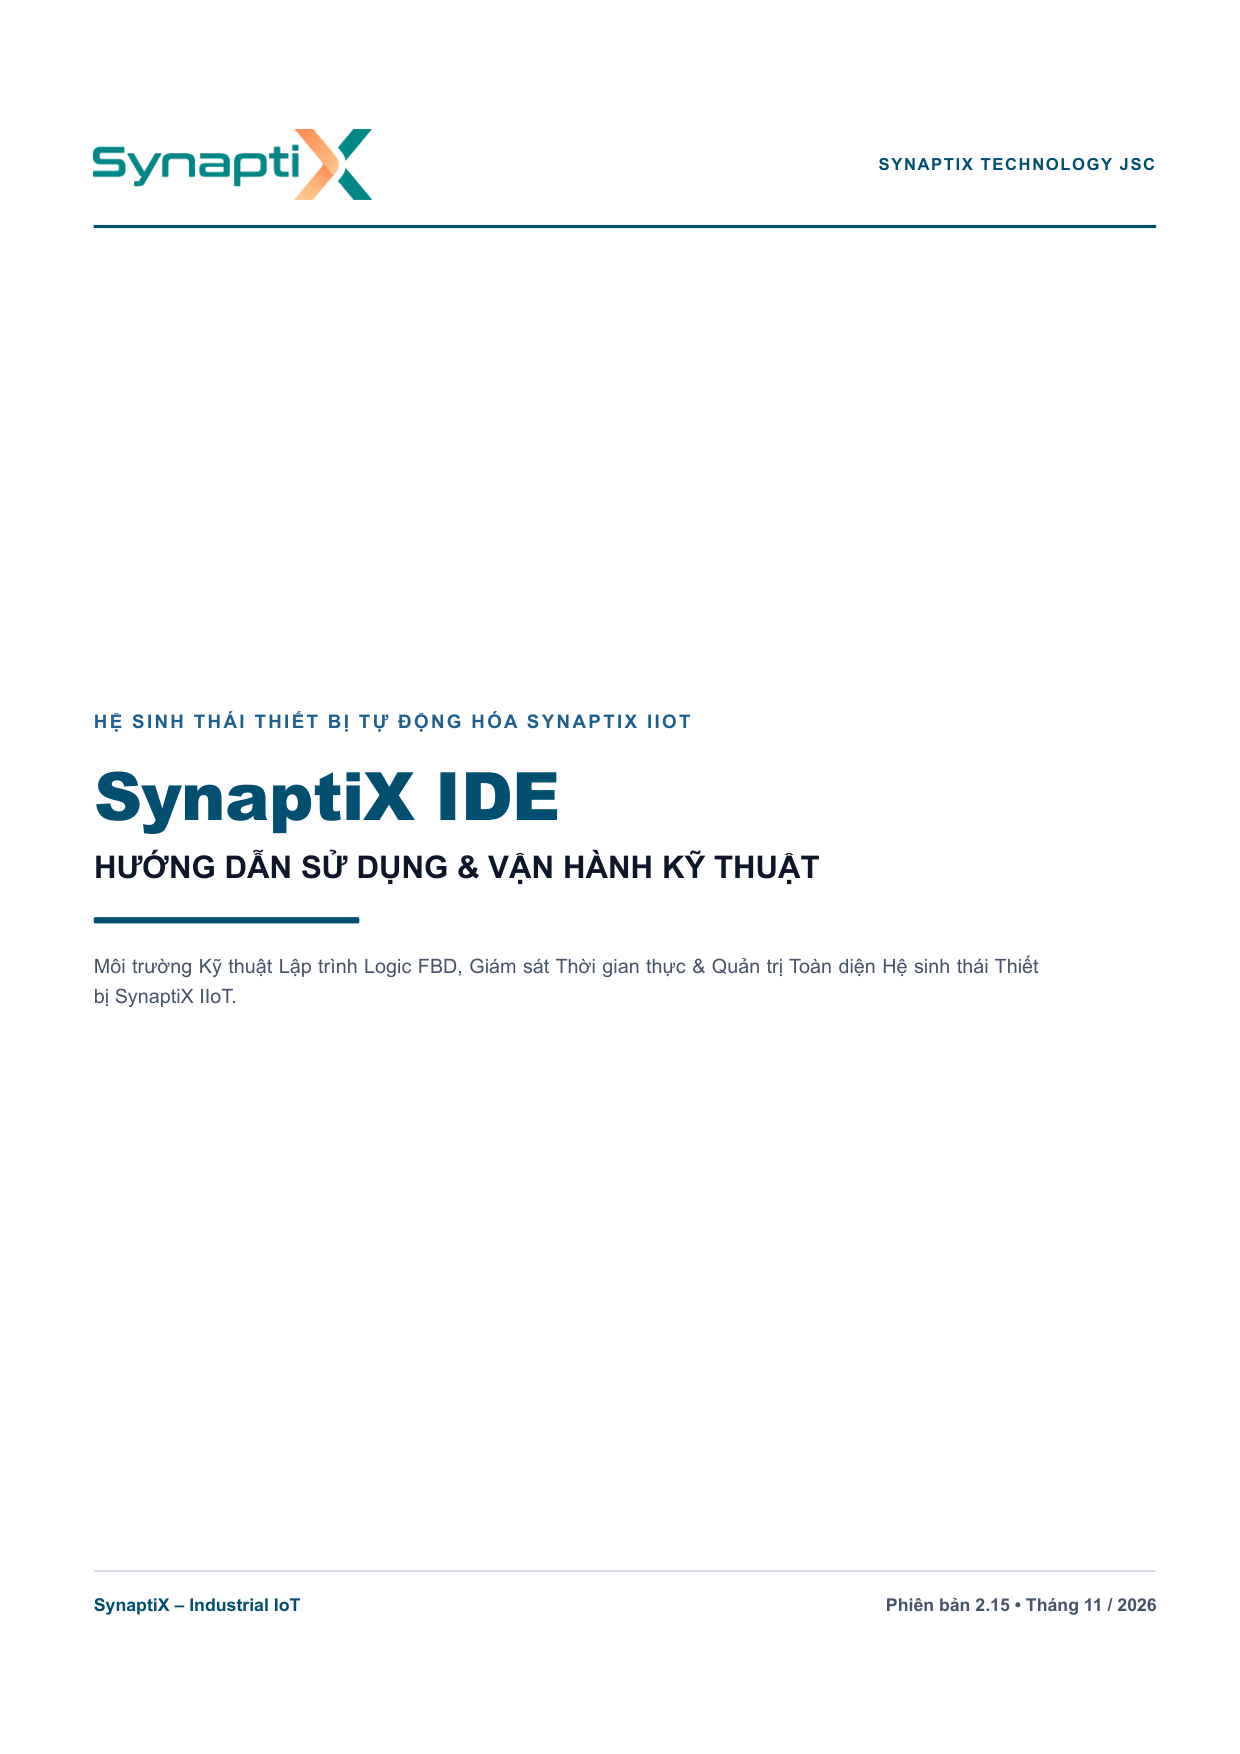 SynaptiX
SYNAPTIX TECHNOLOGY JSC
HỆ SINH THÁI THIẾT BỊ TỰ ĐỘNG HÓA SYNAPTIX IIOT
SynaptiX IDE
HƯỚNG DẪN SỬ DỤNG & VẬN HÀNH KỸ THUẬT
Môi trường Kỹ thuật Lập trình Logic FBD, Giám sát Thời gian thực & Quản trị Toàn diện Hệ sinh thái Thiết
bị SynaptiX IIoT.
SynaptiX – Industrial IoT
Phiên bản 2.15 • Tháng 11 / 2026